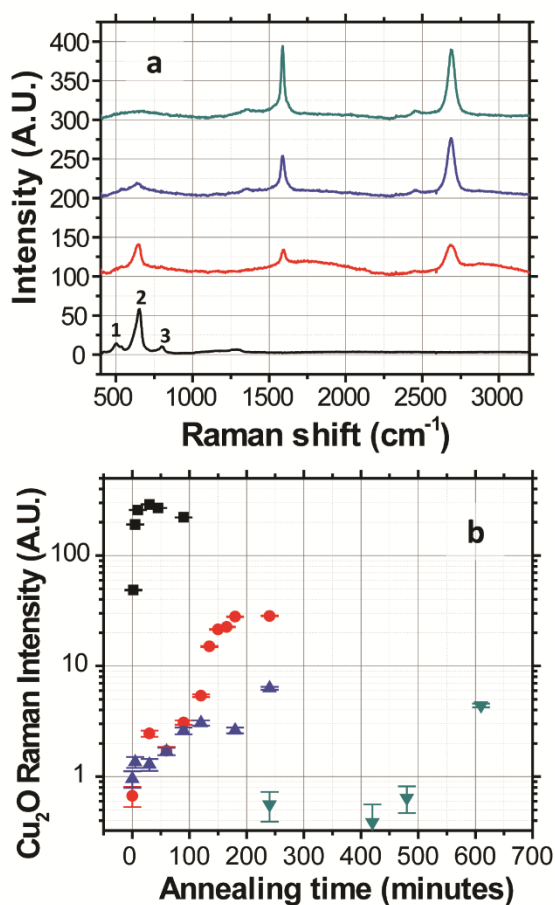 a
Intensity (A.U.)
400
350
300
250
200
150
100
50
0
1
2
3
500 1000 1500 2000 2500 3000
Raman shift (cm⁻¹)
b
Cu₂O Raman Intensity (A.U.)
100
10
1
0 100 200 300 400 500 600 700
Annealing time (minutes)